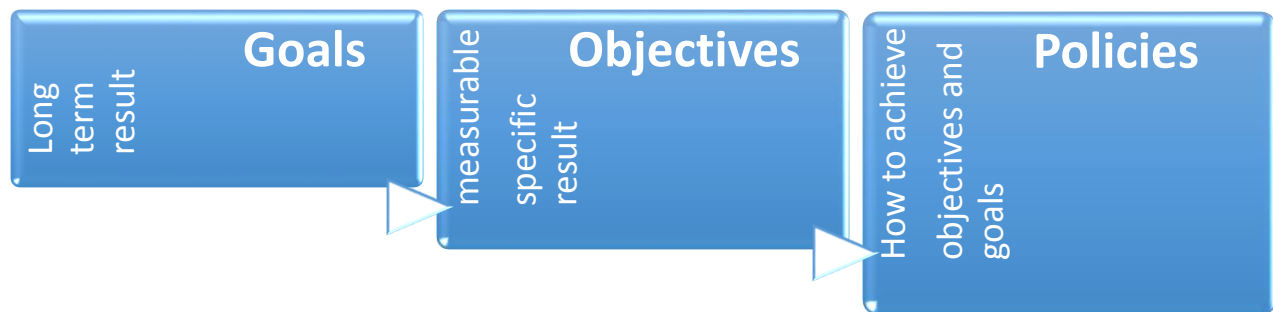 Goals
Long
term
result
Objectives
measurable
specific
result
Policies
How to achieve
objectives and
goals